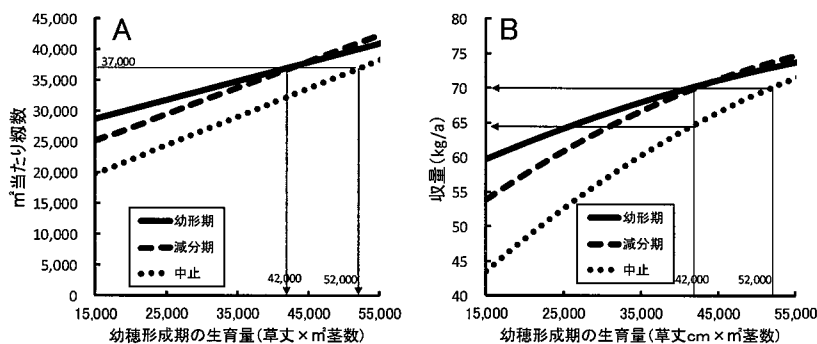 A
㎡当たり籾数
45,000
40,000
35,000
30,000
25,000
20,000
15,000
10,000
5,000
0
37,000
幼形期
減分期
中止
42,000
52,000
15,000
25,000
35,000
45,000
55,000
幼穂形成期の生育量(草丈×㎡茎数)
B
収量(kg/a)
80
75
70
65
60
55
50
45
40
幼形期
減分期
中止
42,000
52,000
15,000
25,000
35,000
45,000
55,000
幼穂形成期の生育量(草丈cm×㎡茎数)